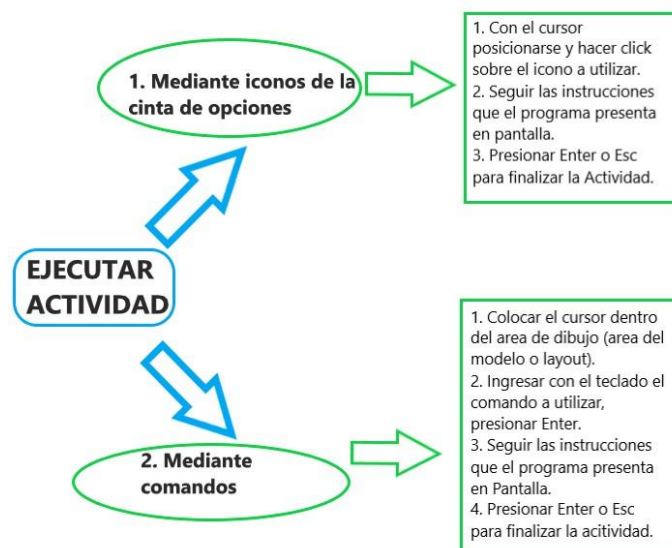 1. Mediante iconos de la
cinta de opciones
1. Con el cursor
posicionarse y hacer click
sobre el icono a utilizar.
2. Seguir las instrucciones
que el programa presenta
en pantalla.
3. Presionar Enter o Esc
para finalizar la Actividad.
EJECUTAR
ACTIVIDAD
2. Mediante
comandos
1. Colocar el cursor dentro
del area de dibujo (area del
modelo o layout).
2. Ingresar con el teclado el
comando a utilizar,
presionar Enter.
3. Seguir las instrucciones
que el programa presenta
en Pantalla.
4. Presionar Enter o Esc
para finalizar la acitividad.